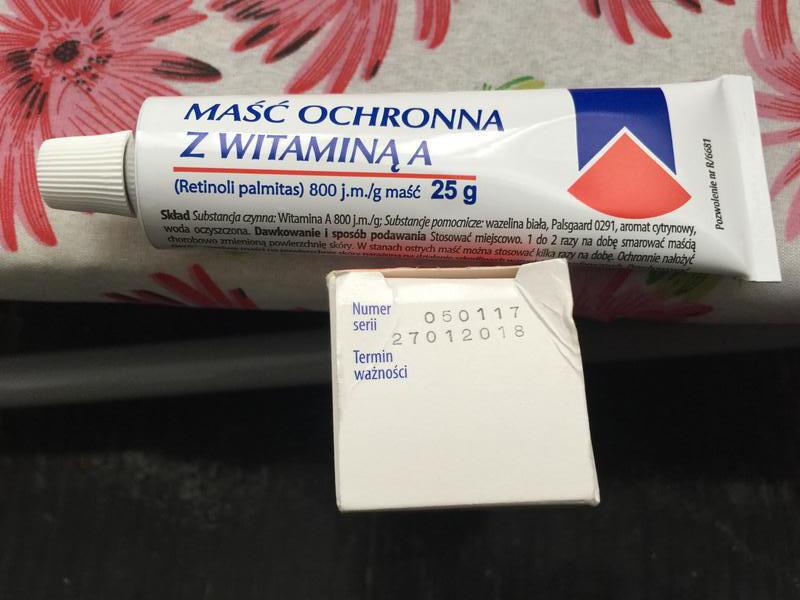 MAŚĆ OCHRONNA
Z WITAMINĄ A
(Retinoli palmitas) 800 j.m./g maść 25 g
Skład Substancja czynna: Witamina A 800 j.m./g; Substancje pomocnicze: wazelina biała, Palsgaard 0291, aromat cytrynowy,
woda oczyszczona. Dawkowanie i sposób podawania Stosować miejscowo. 1 do 2 razy na dobę smarować maścią
chorobowo zmienioną powierzchnię skóry. W stanach ostrych maść można stosować kilka razy na dobę. Ochronnie nałożyć
Pozwolenie nr R/6681
Numer
serii
050117
27012018
Termin
ważności